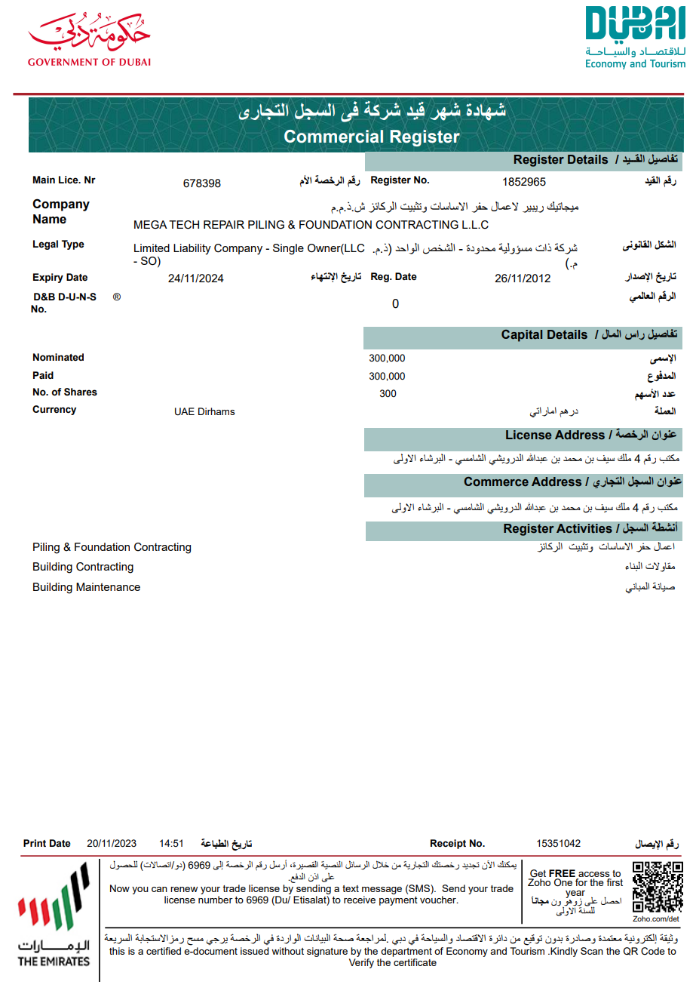 حكومة دبي
GOVERNMENT OF DUBAI
DUBAI
للاقتصاد والسياحة
Economy and Tourism
شهادة شهر قيد شركة فى السجل التجارى
Commercial Register
Register Details / تفاصيل القـيد
Main Lice. Nr 678398 رقم الرخصة الأم Register No. 1852965 رقم القيد
Company Name
ميجاتيك ريبير لاعمال حفر الاساسات وتثبيت الركائز ش.ذ.م.م
MEGA TECH REPAIR PILING & FOUNDATION CONTRACTING L.L.C
Legal Type Limited Liability Company - Single Owner(LLC شركة ذات مسؤولية محدودة - الشخص الواحد (ذ.م. الشكل القانونى
- SO) م.)
Expiry Date 24/11/2024 تاريخ الإنتهاء Reg. Date 26/11/2012 تاريخ الإصدار
D&B D-U-N-S ® الرقم العالمي
No. 0
Capital Details / تفاصيل راس المال
Nominated 300,000 الإسمى
Paid 300,000 المدفوع
No. of Shares 300 عدد الأسهم
Currency UAE Dirhams درهم اماراتي العملة
License Address / عنوان الرخصة
مكتب رقم 4 ملك سيف بن محمد بن عبدالله الدرويشي الشامسي - البرشاء الاولى
Commerce Address / عنوان السجل التجاري
مكتب رقم 4 ملك سيف بن محمد بن عبدالله الدرويشي الشامسي - البرشاء الاولى
Register Activities / أنشطة السجل
Piling & Foundation Contracting اعمال حفر الاساسات وتثبيت الركائز
Building Contracting مقاولات البناء
Building Maintenance صيانة المباني
Print Date 20/11/2023 14:51 تاريخ الطباعة Receipt No. 15351042 رقم الإيصال
يمكنك الآن تجديد رخصتك التجارية من خلال الرسائل النصية القصيرة، أرسل رقم الرخصة إلى 6969 (دو/اتصالات) للحصول
على اذن الدفع.
Now you can renew your trade license by sending a text message (SMS). Send your trade
license number to 6969 (Du/ Etisalat) to receive payment voucher.
Get FREE access to
Zoho One for the first
year
احصل على زوهو ون مجاناً
للسنة الاولى
Zoho.com/det
الإمارات
THE EMIRATES
وثيقة إلكترونية معتمدة وصادرة بدون توقيع من دائرة الاقتصاد والسياحة في دبي .لمراجعة صحة البيانات الواردة في الرخصة يرجي مسح رمزالاستجابة السريعة
this is a certified e-document issued without signature by the department of Economy and Tourism .Kindly Scan the QR Code to
Verify the certificate